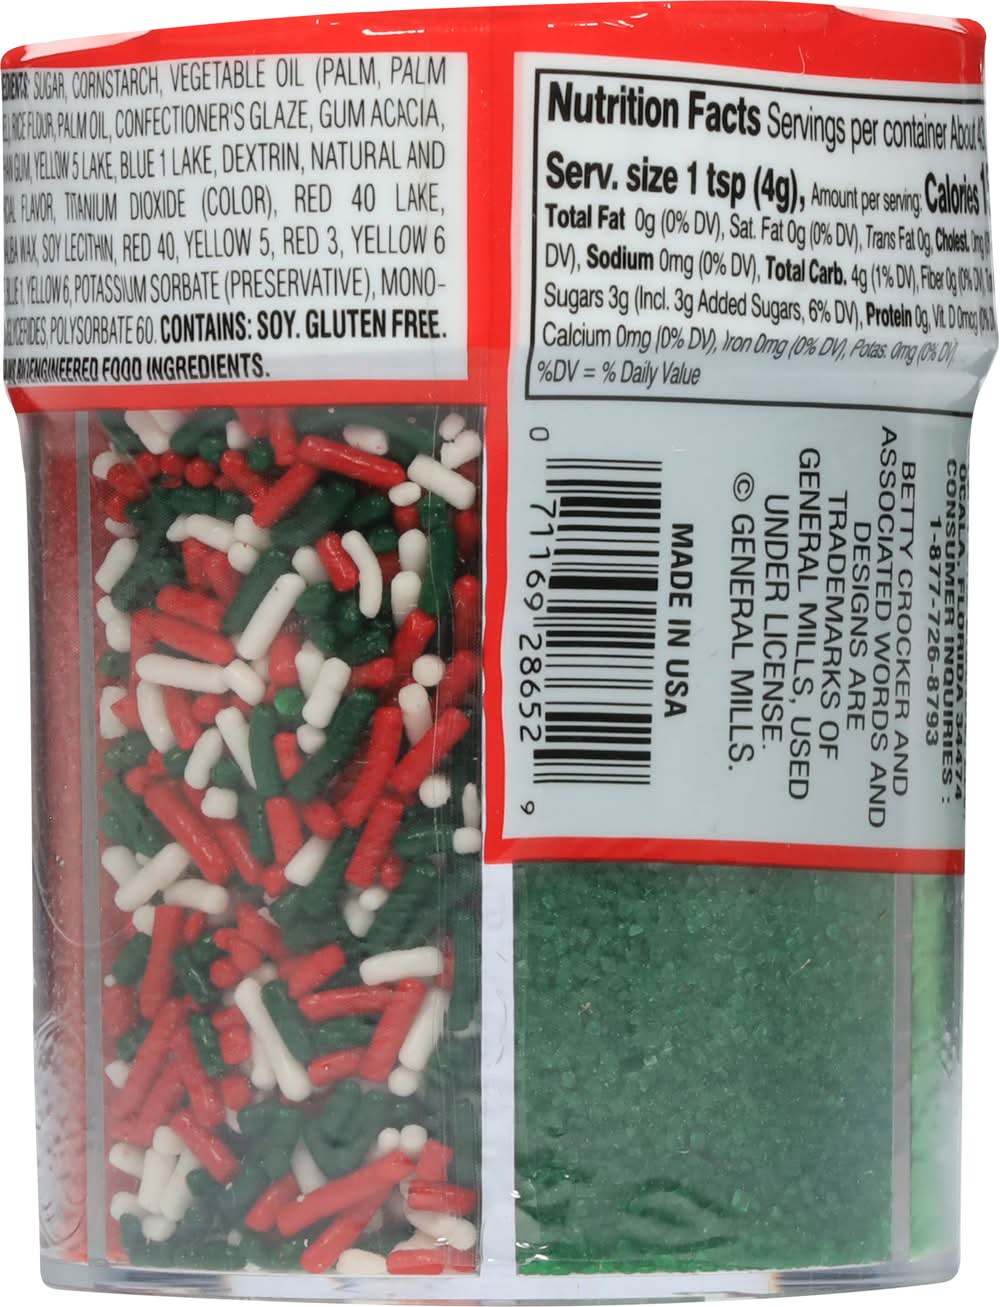 SUGAR, CORNSTARCH, VEGETABLE OIL (PALM, PALM
RICE FLOUR, PALM OIL, CONFECTIONER'S GLAZE, GUM ACACIA,
GUM, YELLOW 5 LAKE, BLUE 1 LAKE, DEXTRIN, NATURAL AND
FLAVOR, TITANIUM DIOXIDE (COLOR), RED 40 LAKE,
WAX, SOY LECITHIN, RED 40, YELLOW 5, RED 3, YELLOW 6
BLUE 1, YELLOW 6, POTASSIUM SORBATE (PRESERVATIVE), MONO-
POLYSORBATE 60. CONTAINS: SOY. GLUTEN FREE.
BIOENGINEERED FOOD INGREDIENTS.
Nutrition Facts Servings per container About
Serv. size 1 tsp (4g), Amount per serving: Calories
Total Fat 0g (0% DV), Sat. Fat 0g (0% DV), Trans Fat 0g, Cholest. 0mg
DV), Sodium 0mg (0% DV), Total Carb. 4g (1% DV), Fiber 0g (0% DV),
Sugars 3g (Incl. 3g Added Sugars, 6% DV), Protein 0g, Vit. D 0mcg
Calcium 0mg (0% DV), Iron 0mg (0% DV), Potas. 0mg (0% DV).
%DV = % Daily Value
OCALA, FLORIDA 34474
CONSUMER INQUIRIES:
1-877-726-8793
BETTY CROCKER AND
ASSOCIATED WORDS AND
DESIGNS ARE
TRADEMARKS OF
GENERAL MILLS, USED
UNDER LICENSE.
© GENERAL MILLS.
MADE IN USA
0 71169 28652 9